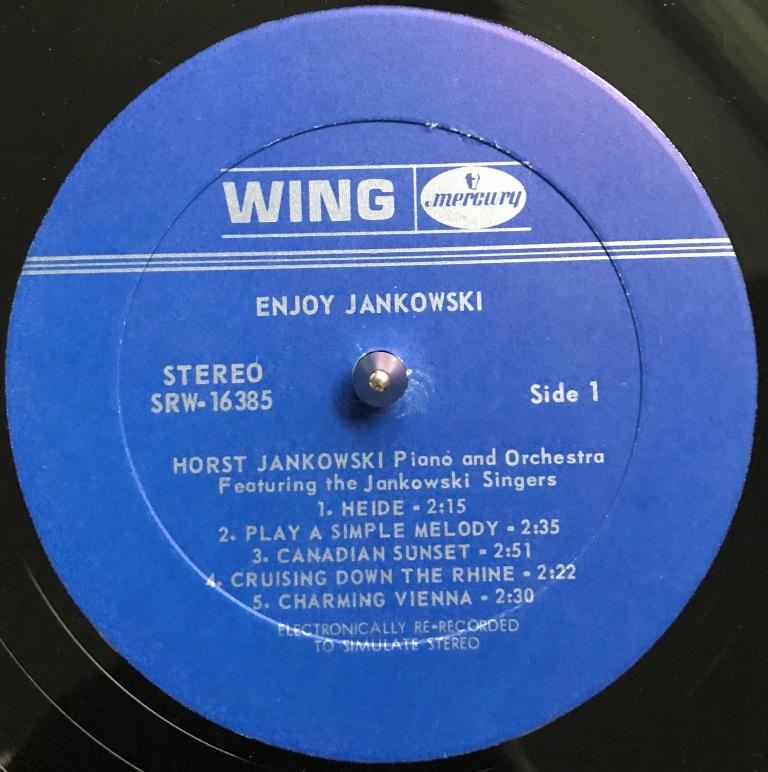 WING mercury
ENJOY JANKOWSKI
STEREO
SRW-16385
Side 1
HORST JANKOWSKI Piano and Orchestra
Featuring the Jankowski Singers
1. HEIDE - 2:15
2. PLAY A SIMPLE MELODY - 2:35
3. CANADIAN SUNSET - 2:51
4. CRUISING DOWN THE RHINE - 2:22
5. CHARMING VIENNA - 2:30
ELECTRONICALLY RE-RECORDED
TO SIMULATE STEREO